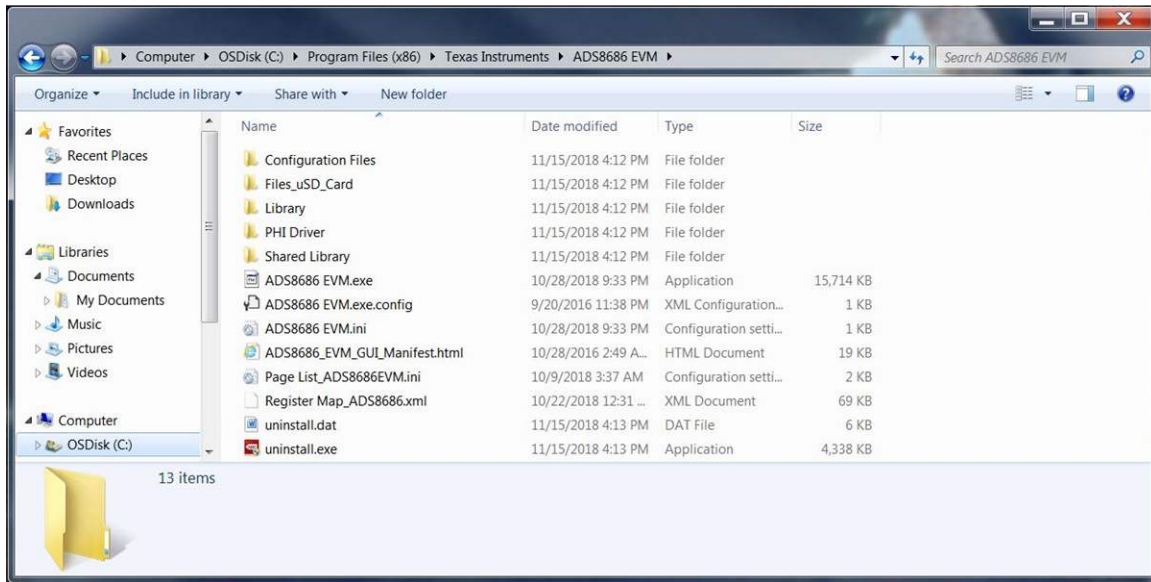 Computer ▸ OSDisk (C:) ▸ Program Files (x86) ▸ Texas Instruments ▸ ADS8686 EVM ▸
Search ADS8686 EVM
Organize Include in library Share with New folder
Favorites
Recent Places
Desktop
Downloads
Libraries
Documents
My Documents
Music
Pictures
Videos
Computer
OSDisk (C:)
Name Date modified Type Size
Configuration Files 11/15/2018 4:12 PM File folder
Files_uSD_Card 11/15/2018 4:12 PM File folder
Library 11/15/2018 4:12 PM File folder
PHI Driver 11/15/2018 4:12 PM File folder
Shared Library 11/15/2018 4:12 PM File folder
ADS8686 EVM.exe 10/28/2018 9:33 PM Application 15,714 KB
ADS8686 EVM.exe.config 9/20/2016 11:38 PM XML Configuration... 1 KB
ADS8686 EVM.ini 10/28/2018 9:33 PM Configuration setti... 1 KB
ADS8686_EVM_GUI_Manifest.html 10/28/2016 2:49 A... HTML Document 19 KB
Page List_ADS8686EVM.ini 10/9/2018 3:37 AM Configuration setti... 2 KB
Register Map_ADS8686.xml 10/22/2018 12:31 ... XML Document 69 KB
uninstall.dat 11/15/2018 4:13 PM DAT File 6 KB
uninstall.exe 11/15/2018 4:13 PM Application 4,338 KB
13 items